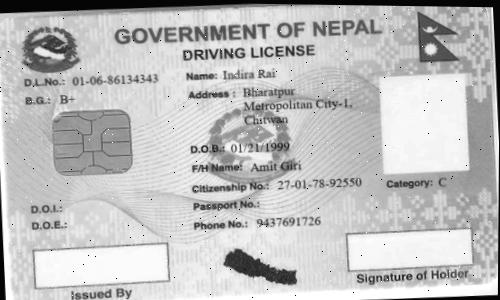 GOVERNMENT OF NEPAL
DRIVING LICENSE
D.L.No.: 01-06-86134343
B.G.: B+
Name: Indira Rai
Address : Bharatpur
Metropolitan City-1,
Chitwan
D.O.B.: 01/21/1999
F/H Name: Amit Giri
Citizenship No.: 27-01-78-92550
Category: C
Passport No.:
D.O.I.:
D.O.E.:
Phone No.: 9437691726
Issued By
Signature of Holder